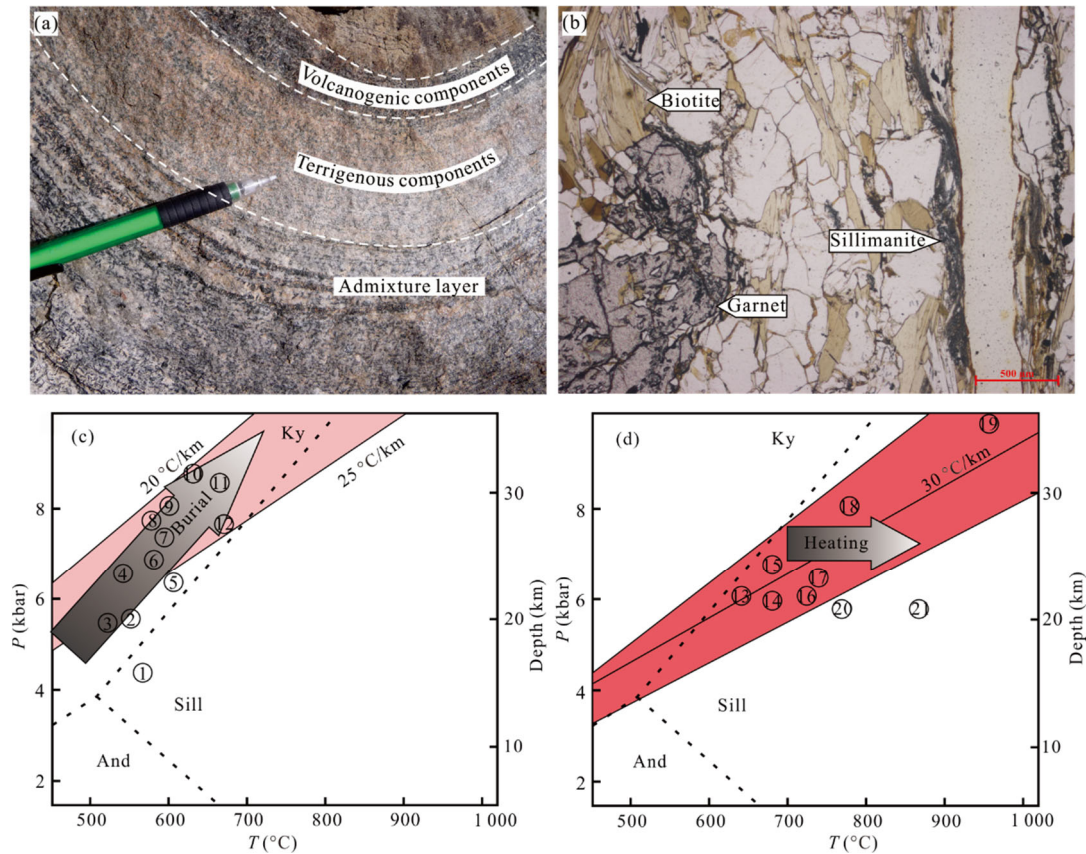 (a)
Volcanogenic components
Terrigenous components
Admixture layer
(b)
Biotite
Sillimanite
Garnet
500 μm
(c)
20 °C/km
Ky
25 °C/km
Burial
⑩
⑪
⑨
⑧
⑫
⑦
⑥
④
⑤
③
②
①
Sill
And
8
6
4
2
P (kbar)
30
20
10
Depth (km)
500 600 700 800 900 1 000
T (°C)
(d)
Ky
30 °C/km
⑲
⑱
Heating
⑮
⑰
⑬
⑭
⑯
⑳
㉑
Sill
And
8
6
4
2
P (kbar)
30
20
10
Depth (km)
500 600 700 800 900 1 000
T (°C)